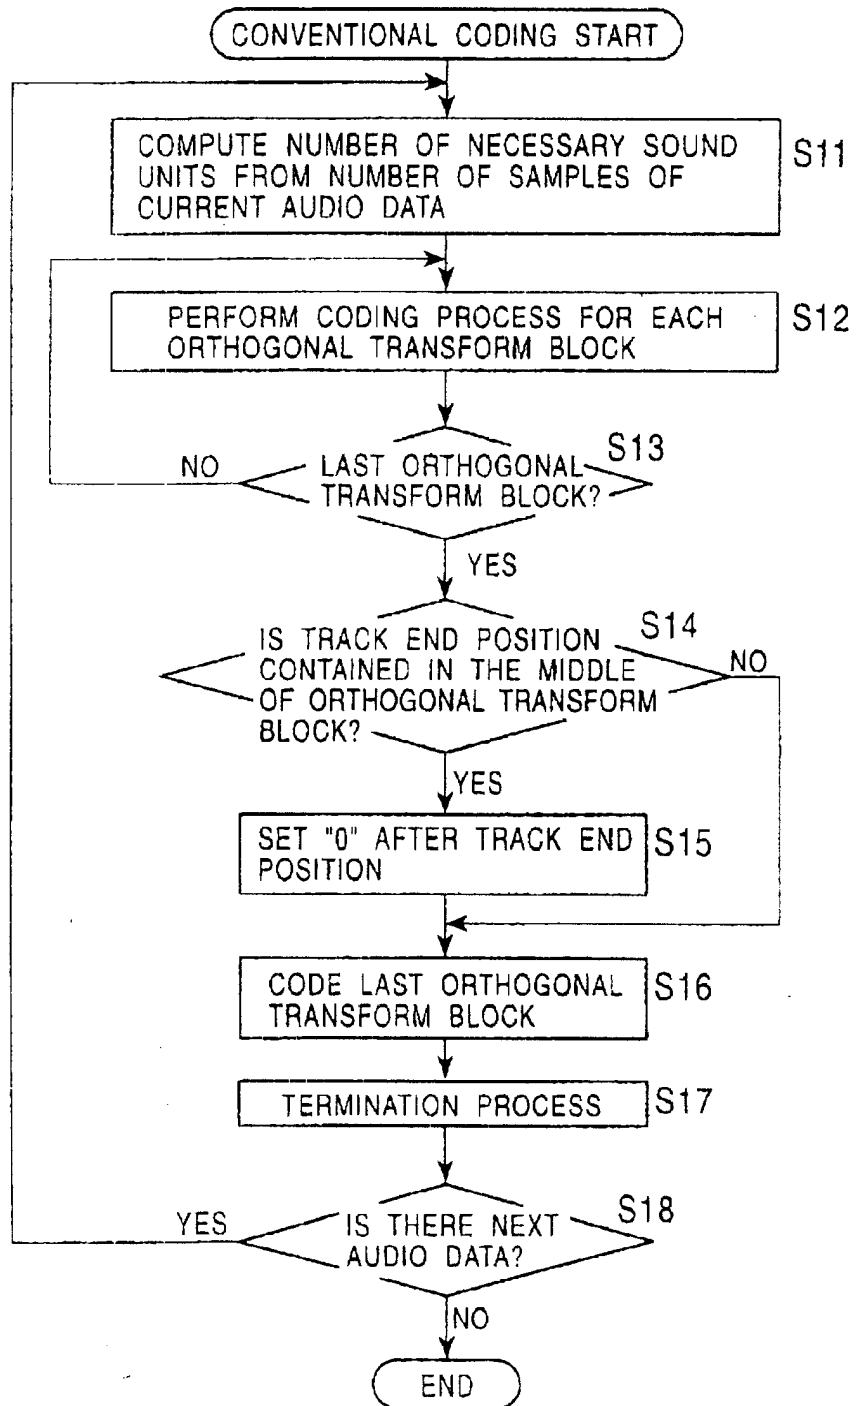 CONVENTIONAL CODING START
COMPUTE NUMBER OF NECESSARY SOUND
UNITS FROM NUMBER OF SAMPLES OF
CURRENT AUDIO DATA
S11
PERFORM CODING PROCESS FOR EACH
ORTHOGONAL TRANSFORM BLOCK
S12
S13
NO
LAST ORTHOGONAL
TRANSFORM BLOCK?
YES
S14
IS TRACK END POSITION
CONTAINED IN THE MIDDLE
OF ORTHOGONAL TRANSFORM
BLOCK?
NO
YES
SET "0" AFTER TRACK END
POSITION
S15
CODE LAST ORTHOGONAL
TRANSFORM BLOCK
S16
TERMINATION PROCESS
S17
S18
YES
IS THERE NEXT
AUDIO DATA?
NO
END